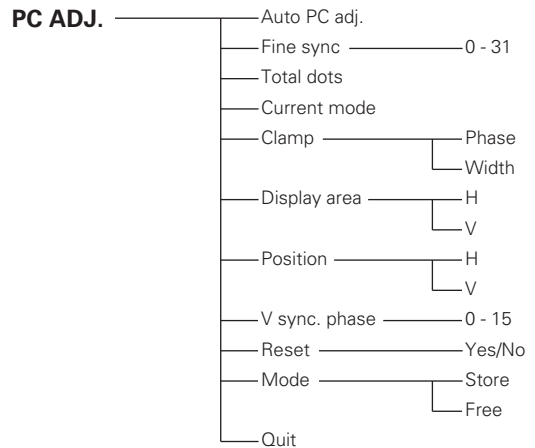 PC ADJ. Auto PC adj.
Fine sync 0 - 31
Total dots
Current mode
Clamp Phase
Width
Display area H
V
Position H
V
V sync. phase 0 - 15
Reset Yes/No
Mode Store
Free
Quit